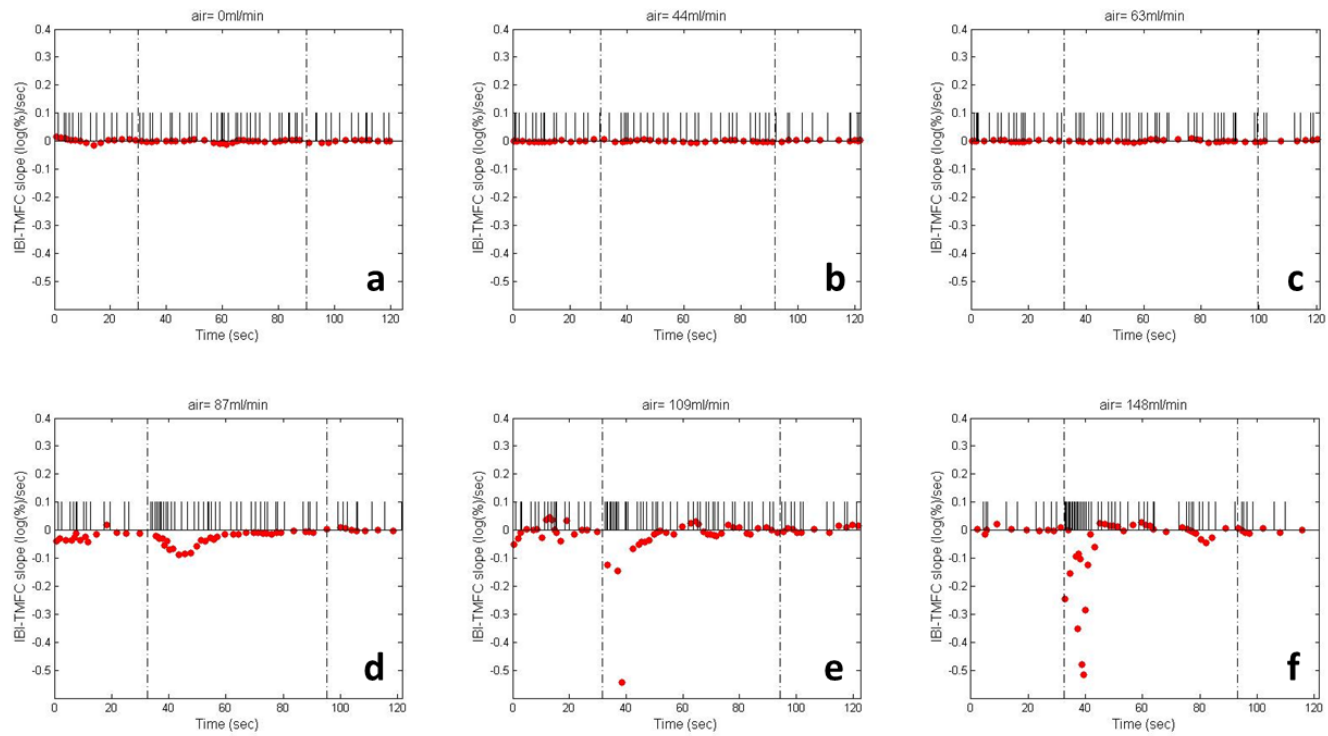 air= 0ml/min
IBI-TMFC slope (log(%)/sec)
0.4
0.3
0.2
0.1
0
-0.1
-0.2
-0.3
-0.4
-0.5
a
0 20 40 60 80 100 120
Time (sec)
air= 44ml/min
IBI-TMFC slope (log(%)/sec)
0.4
0.3
0.2
0.1
0
-0.1
-0.2
-0.3
-0.4
-0.5
b
0 20 40 60 80 100 120
Time (sec)
air= 63ml/min
IBI-TMFC slope (log(%)/sec)
0.4
0.3
0.2
0.1
0
-0.1
-0.2
-0.3
-0.4
-0.5
c
0 20 40 60 80 100 120
Time (sec)
air= 87ml/min
IBI-TMFC slope (log(%)/sec)
0.4
0.3
0.2
0.1
0
-0.1
-0.2
-0.3
-0.4
-0.5
d
0 20 40 60 80 100 120
Time (sec)
air= 109ml/min
IBI-TMFC slope (log(%)/sec)
0.4
0.3
0.2
0.1
0
-0.1
-0.2
-0.3
-0.4
-0.5
e
0 20 40 60 80 100 120
Time (sec)
air= 148ml/min
IBI-TMFC slope (log(%)/sec)
0.4
0.3
0.2
0.1
0
-0.1
-0.2
-0.3
-0.4
-0.5
f
0 20 40 60 80 100 120
Time (sec)